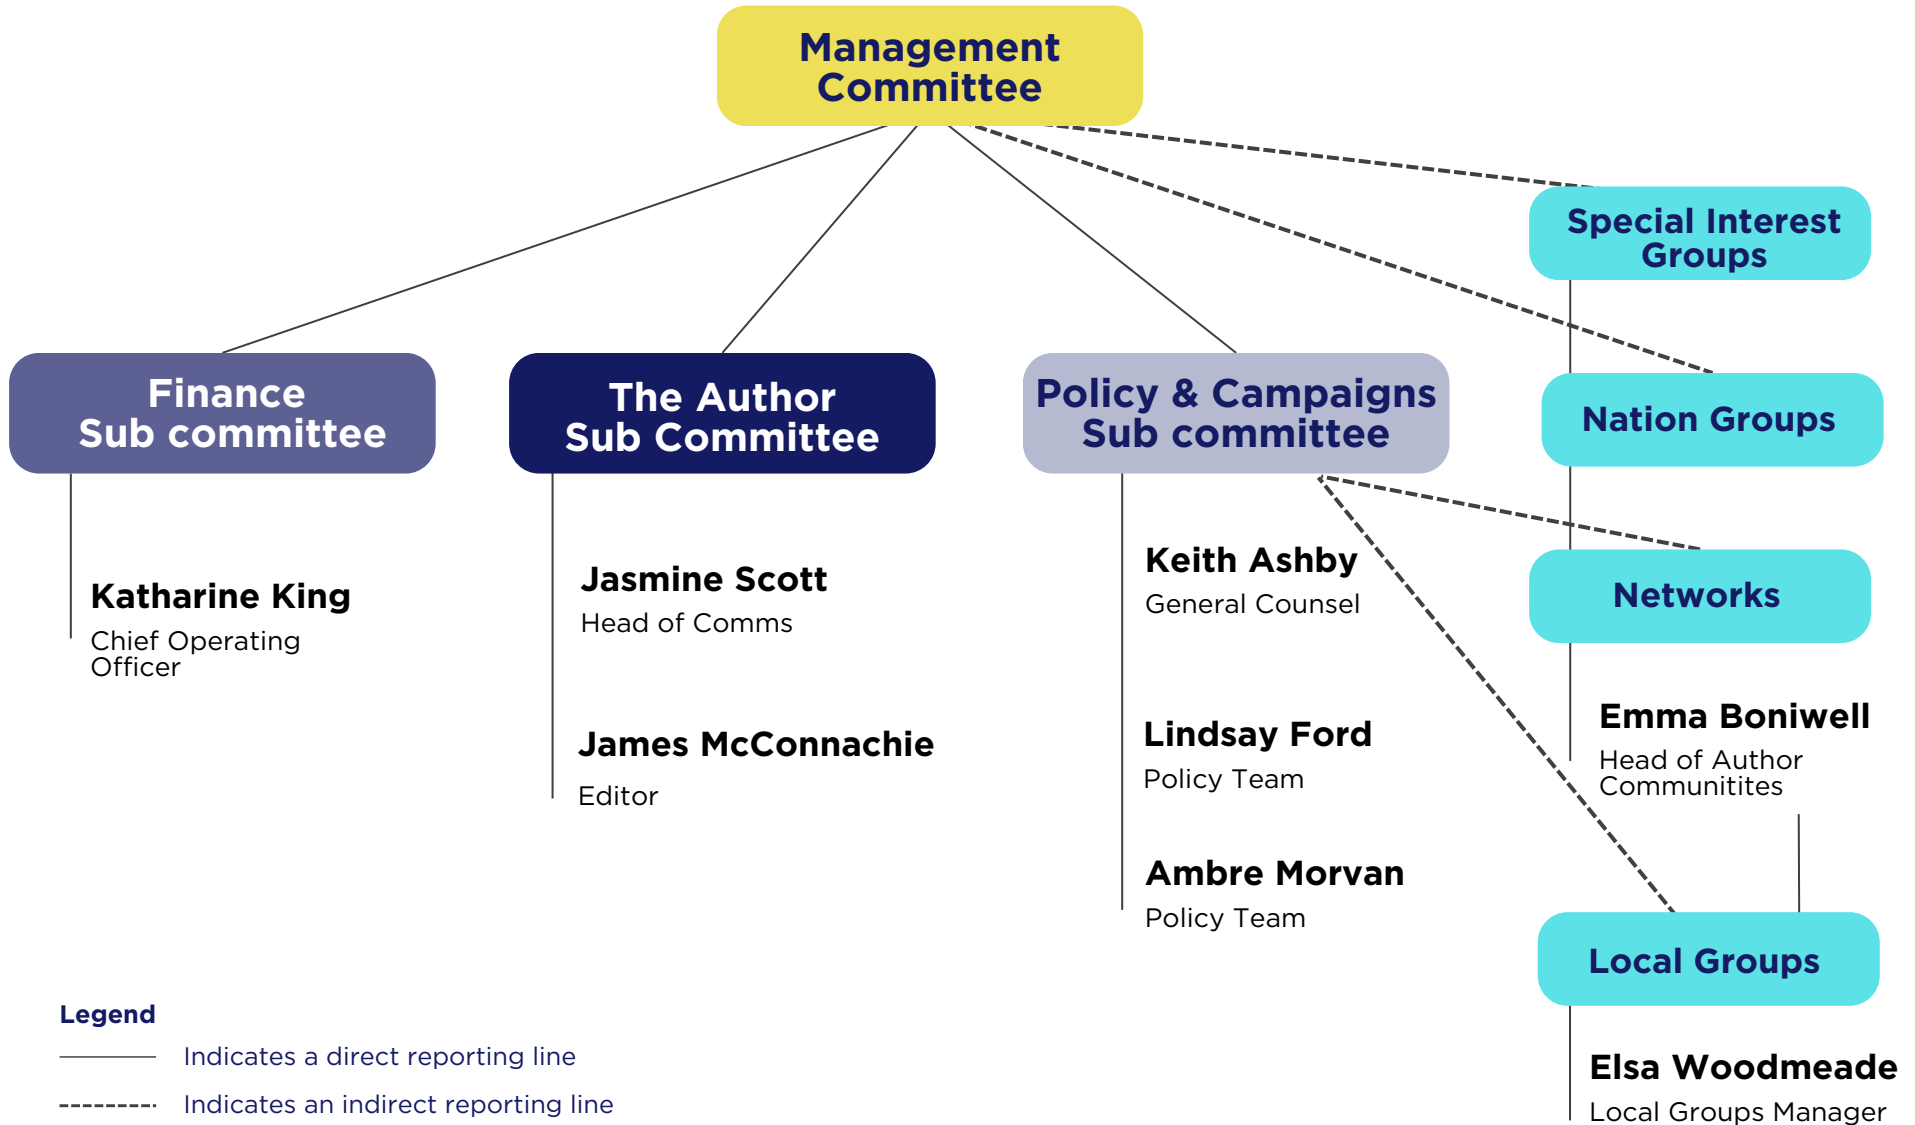 Management
Committee
Special Interest
Groups
Finance
Sub committee
The Author
Sub Committee
Policy & Campaigns
Sub committee
Nation Groups
Networks
Katharine King
Chief Operating
Officer
Jasmine Scott
Head of Comms
James McConnachie
Editor
Keith Ashby
General Counsel
Lindsay Ford
Policy Team
Ambre Morvan
Policy Team
Emma Boniwell
Head of Author
Communitites
Local Groups
Elsa Woodmeade
Local Groups Manager
Legend
Indicates a direct reporting line
Indicates an indirect reporting line